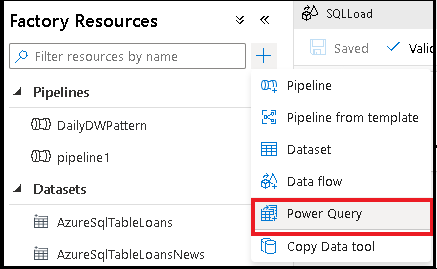 Factory Resources
SQLLoad
Filter resources by name
Saved
Pipelines
DailyDWPattern
pipeline1
Datasets
AzureSqlTableLoans
AzureSqlTableLoansNews
Pipeline
Pipeline from template
Dataset
Data flow
Power Query
Copy Data tool